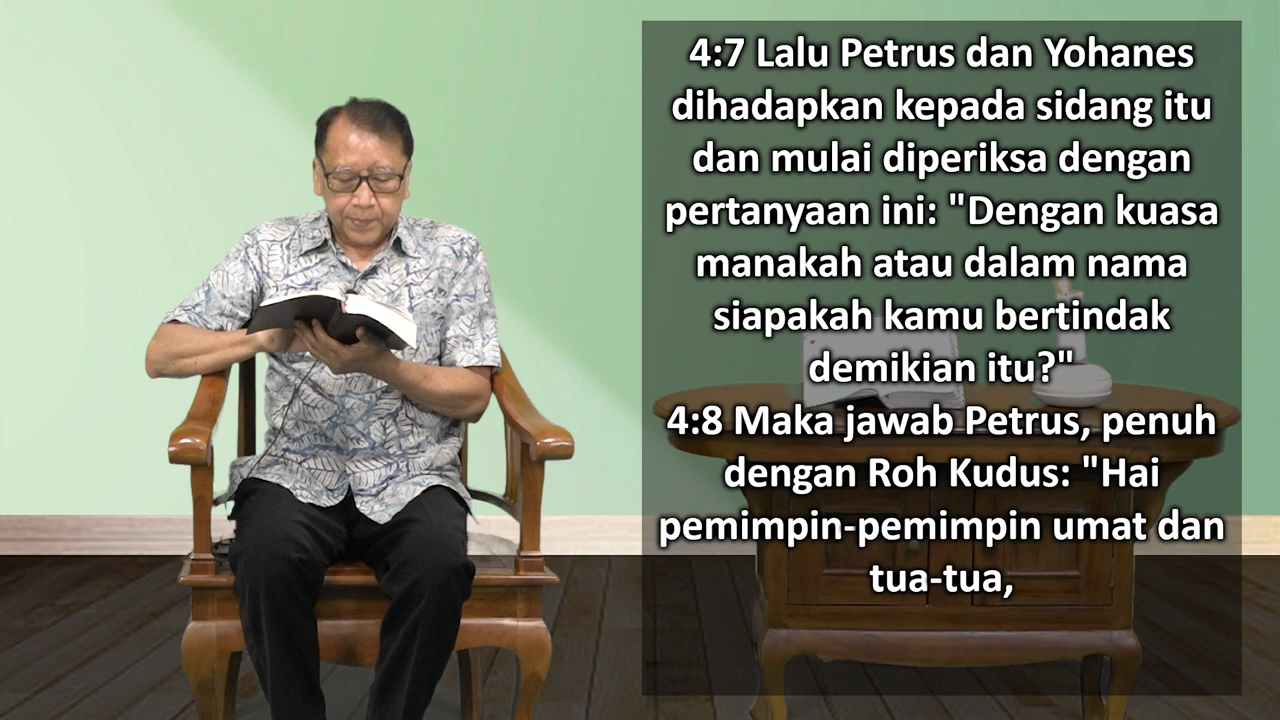 4:7 Lalu Petrus dan Yohanes
dihadapkan kepada sidang itu
dan mulai diperiksa dengan
pertanyaan ini: "Dengan kuasa
manakah atau dalam nama
siapakah kamu bertindak
demikian itu?"
4:8 Maka jawab Petrus, penuh
dengan Roh Kudus: "Hai
pemimpin-pemimpin umat dan
tua-tua,